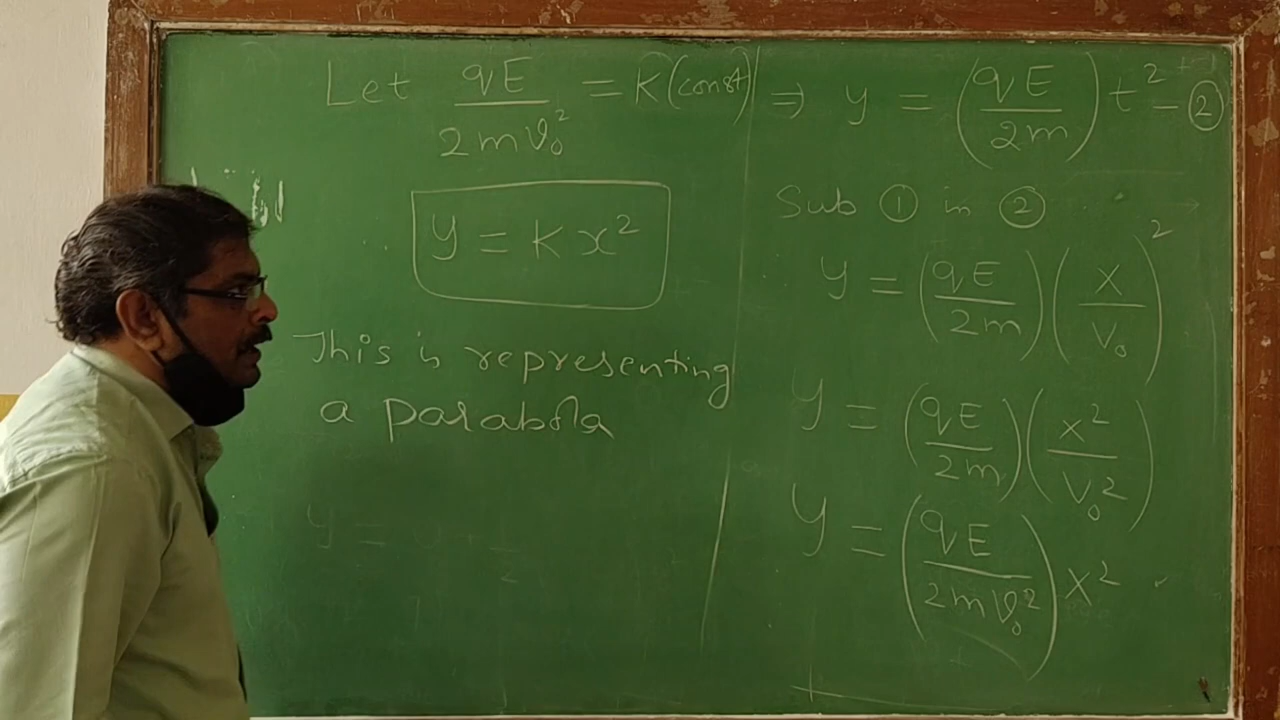 Let qE/2mv₀² = K(const)
y = Kx²
This is representing
a parabola
⇒ y = (qE/2m) t² – ②
Sub ① in ②
y = (qE/2m)(x/v₀)²
y = (qE/2m)(x²/v₀²)
y = (qE/2mv₀²) x²